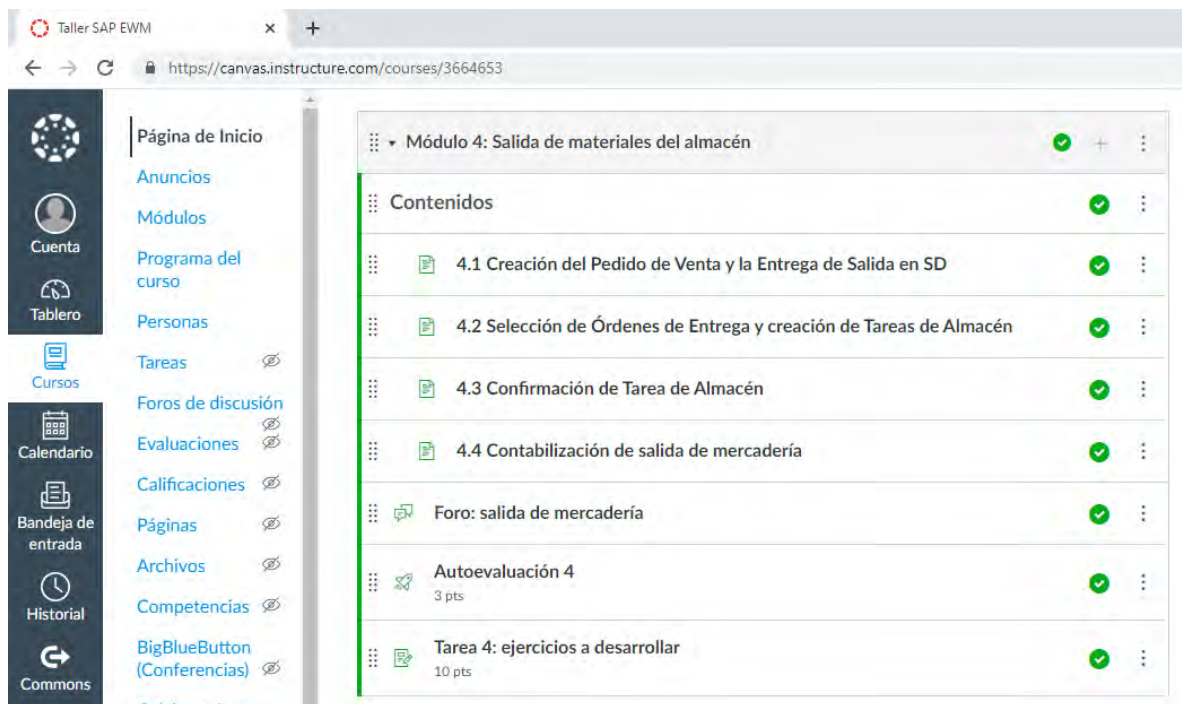 Taller SAP EWM
https://canvas.instructure.com/courses/3664653
Cuenta
Tablero
Cursos
Calendario
Bandeja de
entrada
Historial
Commons
Página de Inicio
Anuncios
Módulos
Programa del
curso
Personas
Tareas
Foros de discusión
Evaluaciones
Calificaciones
Páginas
Archivos
Competencias
BigBlueButton
(Conferencias)
Módulo 4: Salida de materiales del almacén
Contenidos
4.1 Creación del Pedido de Venta y la Entrega de Salida en SD
4.2 Selección de Órdenes de Entrega y creación de Tareas de Almacén
4.3 Confirmación de Tarea de Almacén
4.4 Contabilización de salida de mercadería
Foro: salida de mercadería
Autoevaluación 4
3 pts
Tarea 4: ejercicios a desarrollar
10 pts